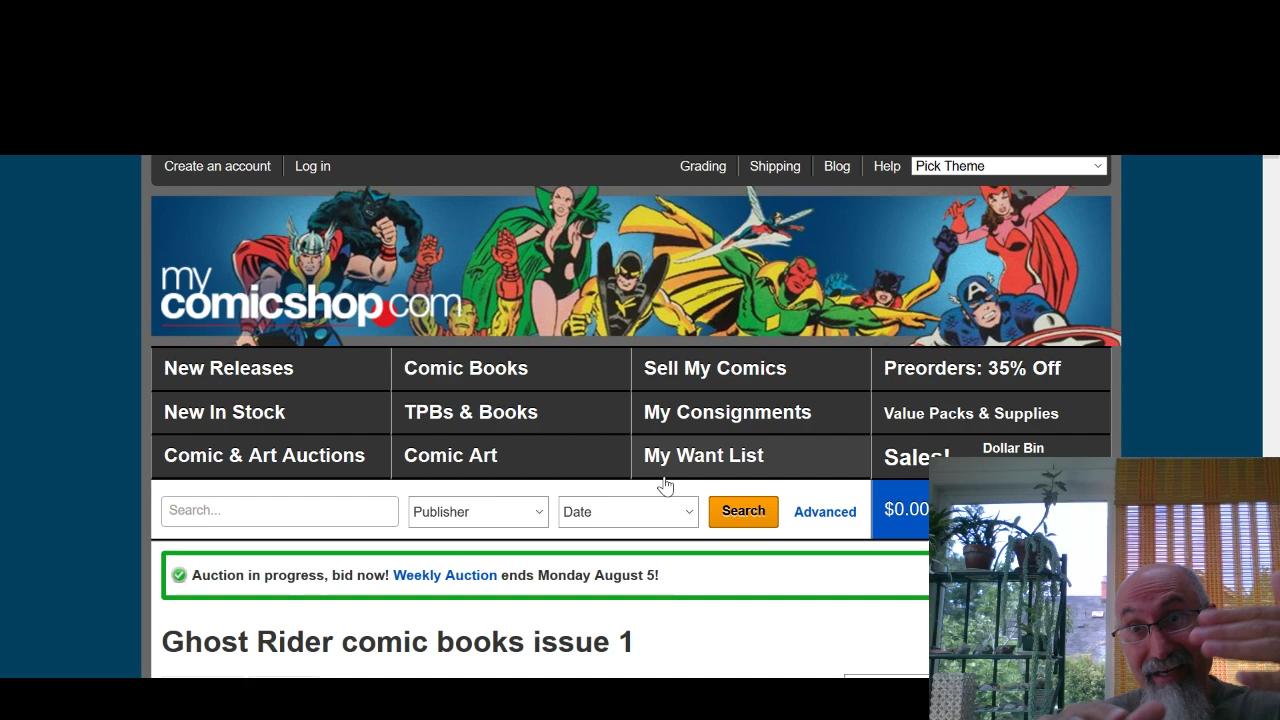 Create an account Log in Grading Shipping Blog Help Pick Theme
my
comicshop.com
New Releases Comic Books Sell My Comics Preorders: 35% Off
New In Stock TPBs & Books My Consignments Value Packs & Supplies
Comic & Art Auctions Comic Art My Want List Sales! Dollar Bin
Search... Publisher Date Search Advanced $0.00
Auction in progress, bid now! Weekly Auction ends Monday August 5!
Ghost Rider comic books issue 1